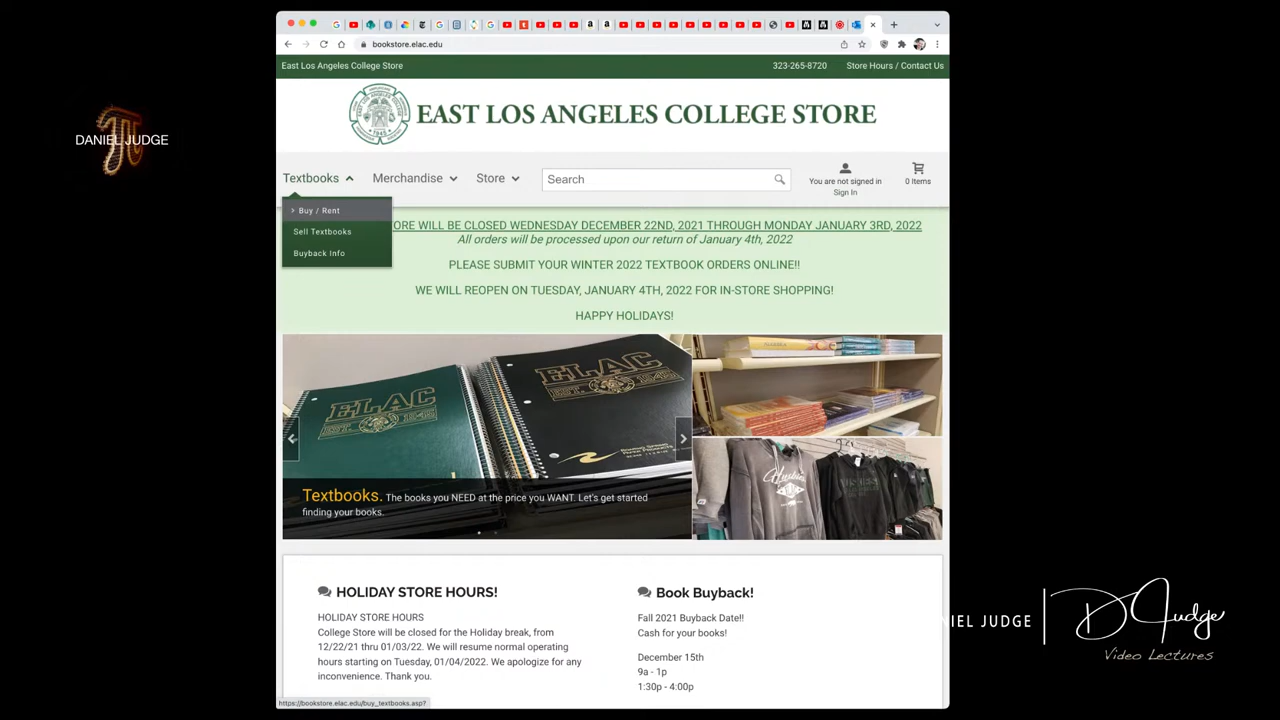 bookstore.elac.edu
East Los Angeles College Store
323-265-8720
Store Hours / Contact Us
EAST LOS ANGELES COLLEGE STORE
DANIEL JUDGE
Textbooks
Merchandise
Store
Search
You are not signed in
Sign In
0 Items
Buy / Rent
Sell Textbooks
Buyback Info
ORE WILL BE CLOSED WEDNESDAY DECEMBER 22ND, 2021 THROUGH MONDAY JANUARY 3RD, 2022
All orders will be processed upon our return of January 4th, 2022
PLEASE SUBMIT YOUR WINTER 2022 TEXTBOOK ORDERS ONLINE!!
WE WILL REOPEN ON TUESDAY, JANUARY 4TH, 2022 FOR IN-STORE SHOPPING!
HAPPY HOLIDAYS!
ELAC
EST. 1945
ELAC
EST. 1945
Huskies
Textbooks. The books you NEED at the price you WANT. Let's get started
finding your books.
HOLIDAY STORE HOURS!
HOLIDAY STORE HOURS
College Store will be closed for the Holiday break, from
12/22/21 thru 01/03/22. We will resume normal operating
hours starting on Tuesday, 01/04/2022. We apologize for any
inconvenience. Thank you.
Book Buyback!
Fall 2021 Buyback Date!!
Cash for your books!
December 15th
9a - 1p
1:30p - 4:00p
https://bookstore.elac.edu/buy_textbooks.asp?
IEL JUDGE
DJudge
Video Lectures